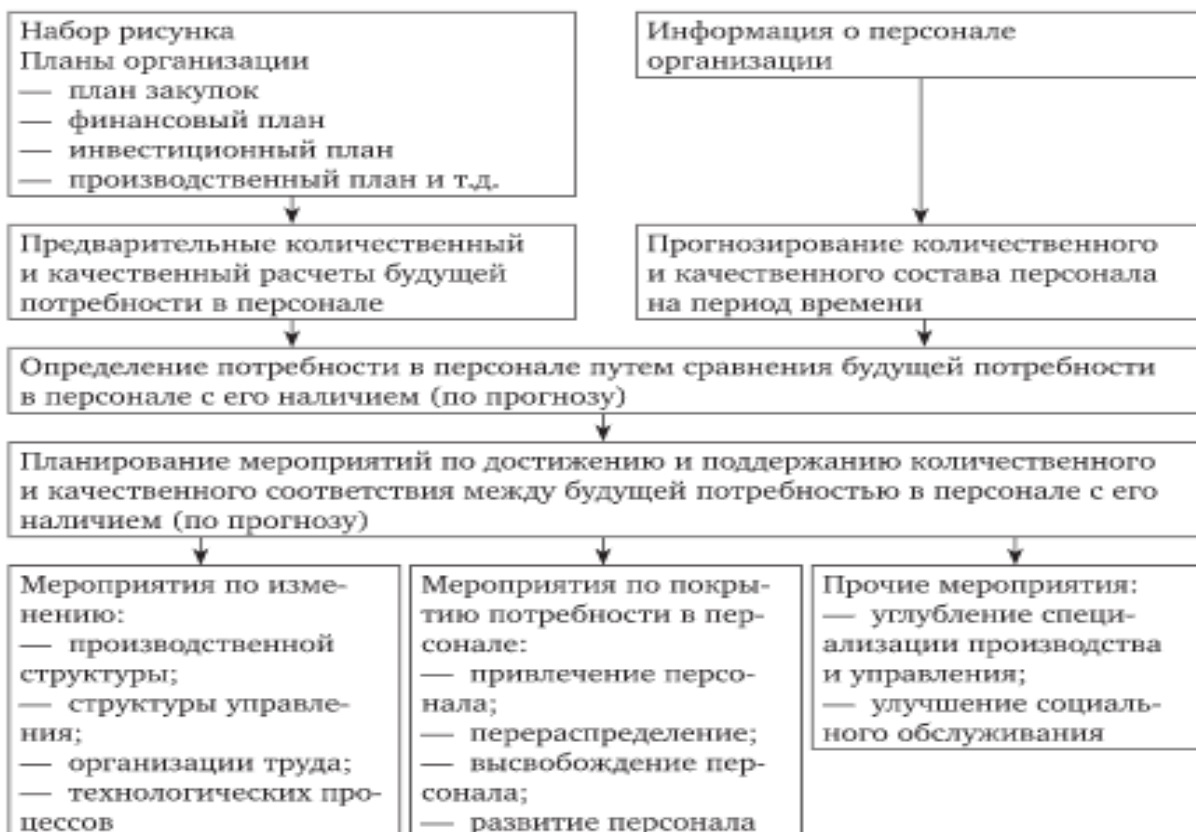 Набор рисунка
Планы организации
— план закупок
— финансовый план
— инвестиционный план
— производственный план и т.д.
Информация о персонале
организации
Предварительные количественный
и качественный расчеты будущей
потребности в персонале
Прогнозирование количественного
и качественного состава персонала
на период времени
Определение потребности в персонале путем сравнения будущей потребности
в персонале с его наличием (по прогнозу)
Планирование мероприятий по достижению и поддержанию количественного
и качественного соответствия между будущей потребностью в персонале с его
наличием (по прогнозу)
Мероприятия по изме-
нению:
— производственной
структуры;
— структуры управле-
ния;
— организации труда;
— технологических про-
цессов
Мероприятия по покры-
тию потребности в пер-
сонале:
— привлечение персо-
нала;
— перераспределение;
— высвобождение пер-
сонала;
— развитие персонала
Прочие мероприятия:
— углубление специ-
ализации производства
и управления;
— улучшение социаль-
ного обслуживания